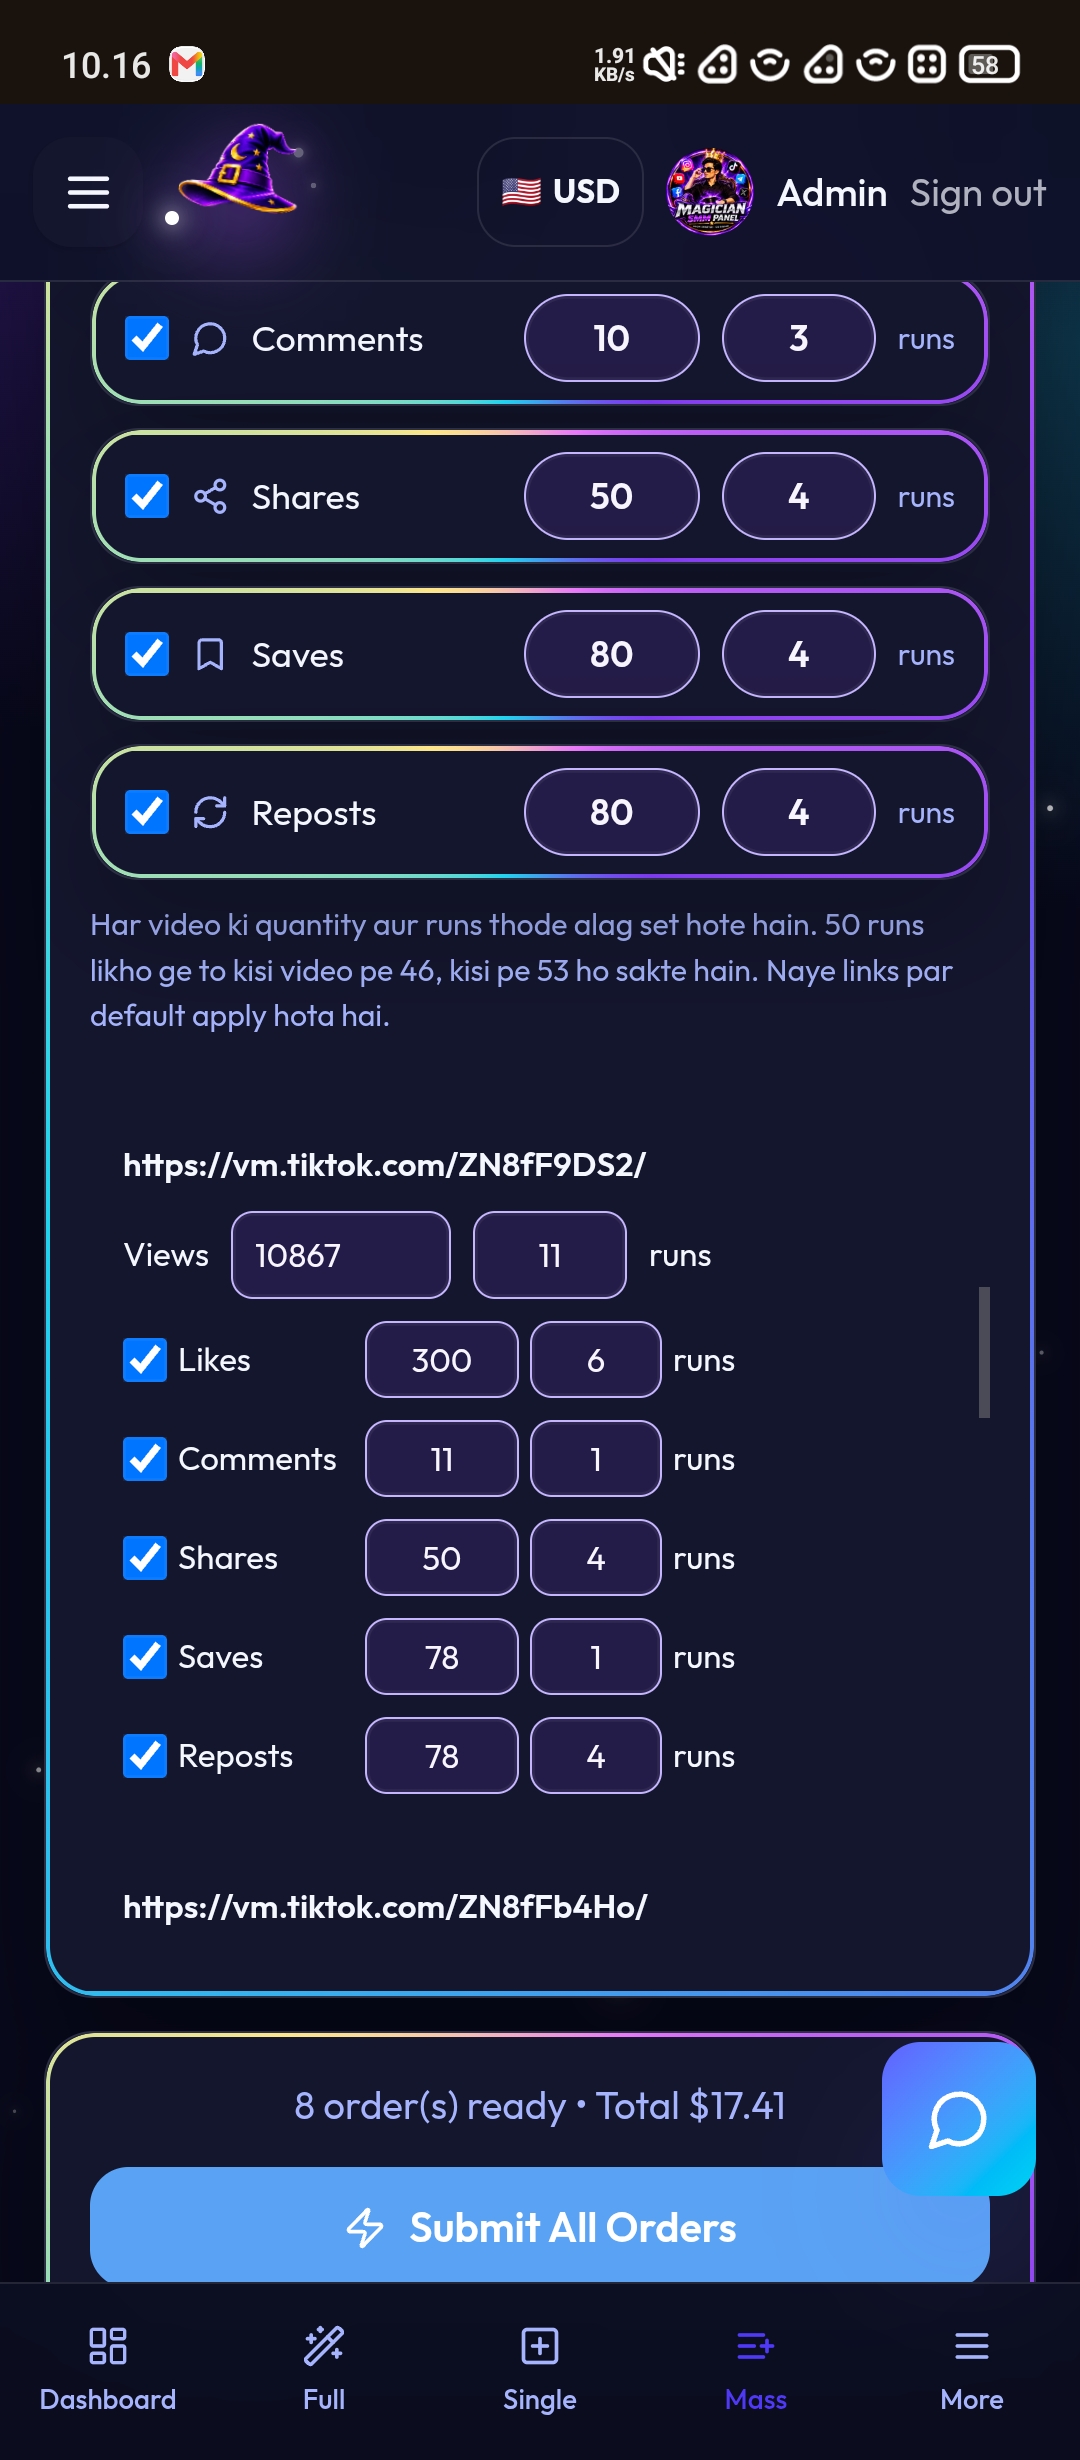 10.16
1.91
KB/s
58
🇺🇸 USD
MAGICIAN
SMM PANEL
Admin
Sign out
Comments 10 3 runs
Shares 50 4 runs
Saves 80 4 runs
Reposts 80 4 runs
Har video ki quantity aur runs thode alag set hote hain. 50 runs
likho ge to kisi video pe 46, kisi pe 53 ho sakte hain. Naye links par
default apply hota hai.
https://vm.tiktok.com/ZN8fF9DS2/
Views 10867 11 runs
Likes 300 6 runs
Comments 11 1 runs
Shares 50 4 runs
Saves 78 1 runs
Reposts 78 4 runs
https://vm.tiktok.com/ZN8fFb4Ho/
8 order(s) ready • Total $17.41
Submit All Orders
Dashboard Full Single Mass More